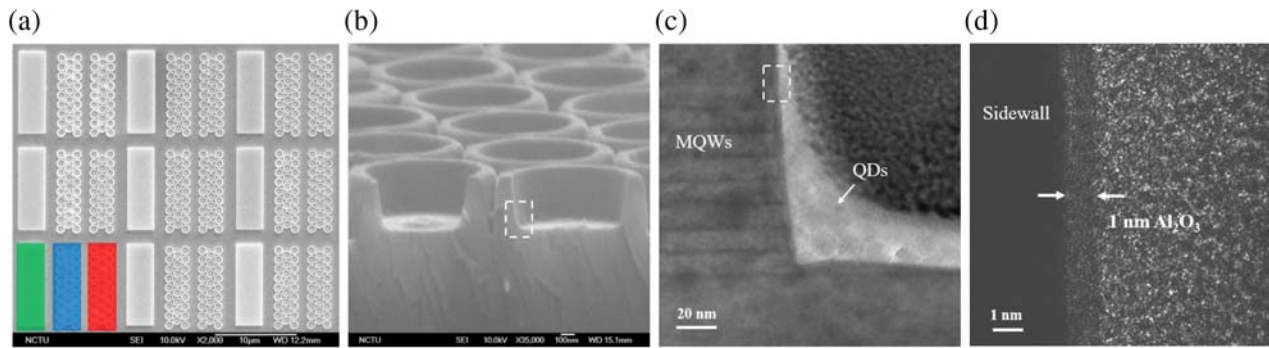 (a)
(b)
(c)
(d)
NCTU SEI 10.0kV X2,000 10μm WD 12.2mm
NCTU SEI 10.0kV X35,000 100nm WD 15.1mm
MQWs
QDs
20 nm
Sidewall
1 nm Al₂O₃
1 nm